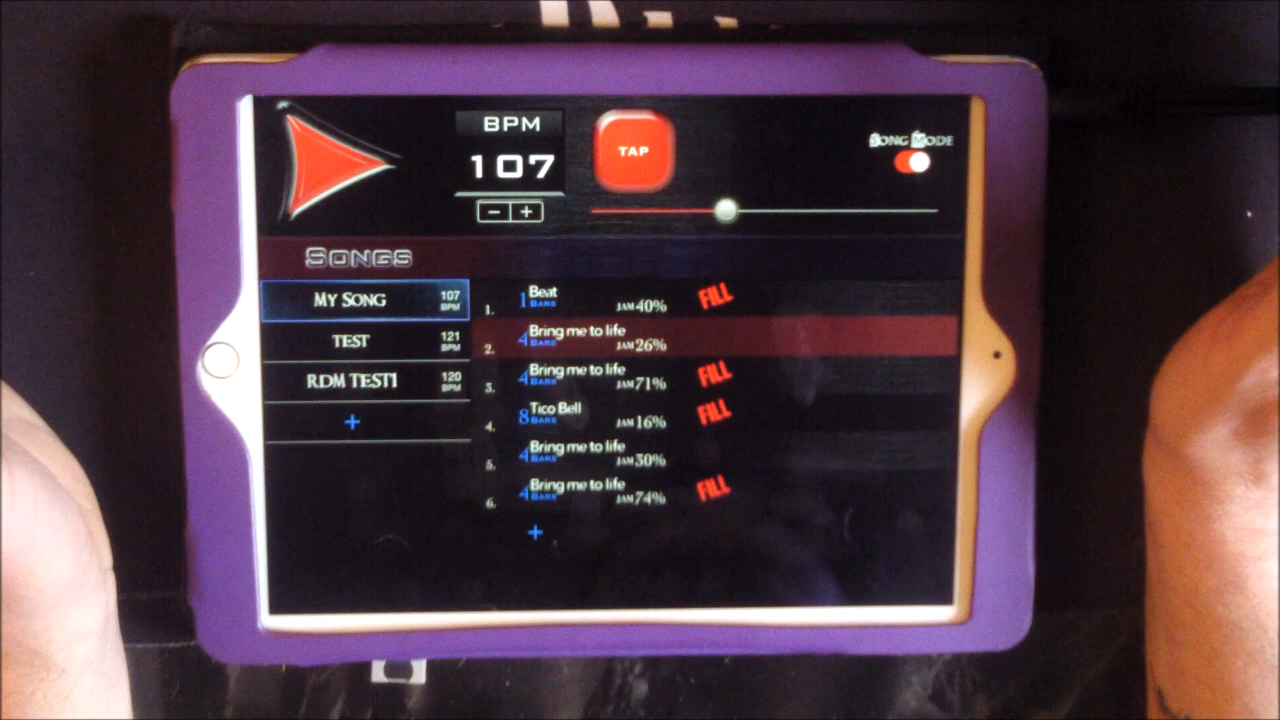 BPM
107
TAP
SONG MODE
− +
SONGS
MY SONG 107 BPM
TEST 121 BPM
RDM TEST1 120 BPM
+
1. 1 BARS Beat JAM 40% FILL
2. 4 Bring me to life JAM 26%
3. 4 BARS Bring me to life JAM 71% FILL
4. 8 BARS Tico Bell JAM 16% FILL
5. 4 BARS Bring me to life JAM 30%
6. 4 BARS Bring me to life JAM 74% FILL
+